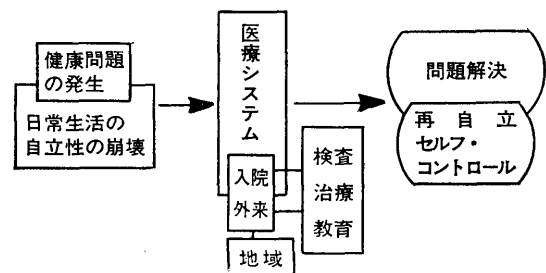 健康問題
の発生
日常生活の
自立性の崩壊
医療システム
入院
外来
地域
検査
治療
教育
問題解決
再自立
セルフ・
コントロール